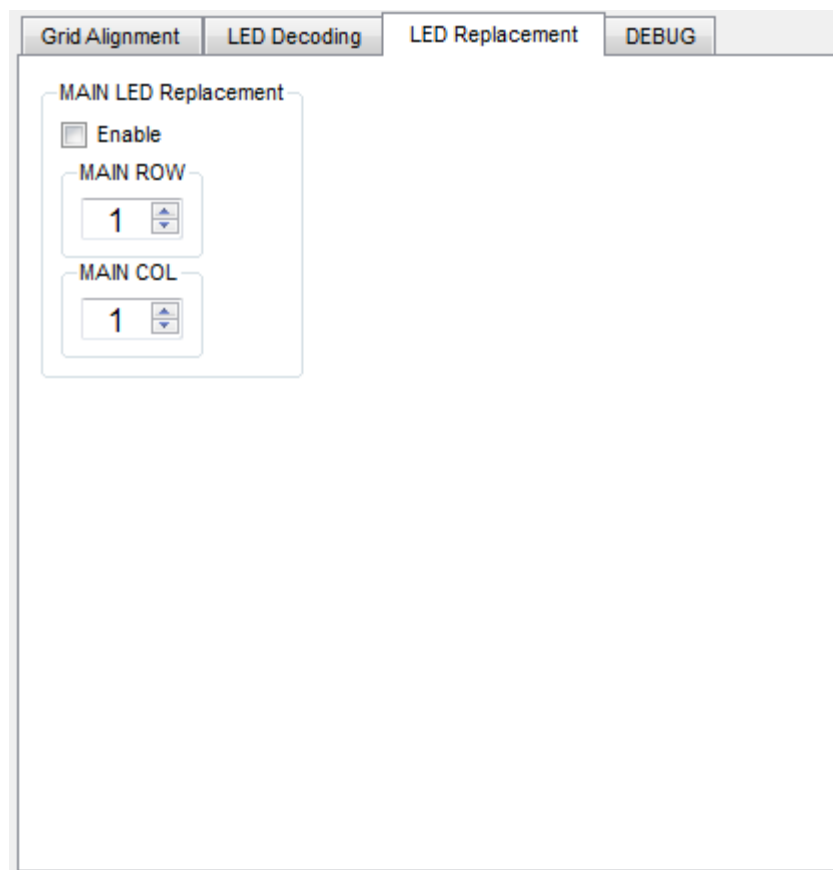 Grid Alignment LED Decoding LED Replacement DEBUG
MAIN LED Replacement
Enable
MAIN ROW
1
MAIN COL
1